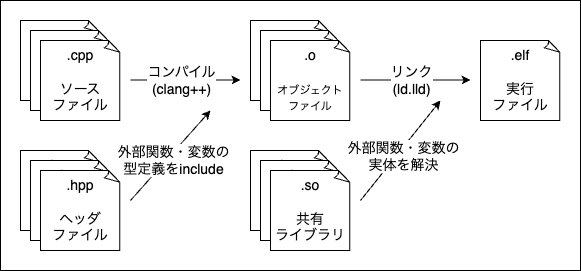 .cpp
ソース
ファイル
コンパイル
(clang++)
.o
オブジェクト
ファイル
リンク
(ld.lld)
.elf
実行
ファイル
外部関数・変数の
型定義をinclude
外部関数・変数の
実体を解決
.hpp
ヘッダ
ファイル
.so
共有
ライブラリ